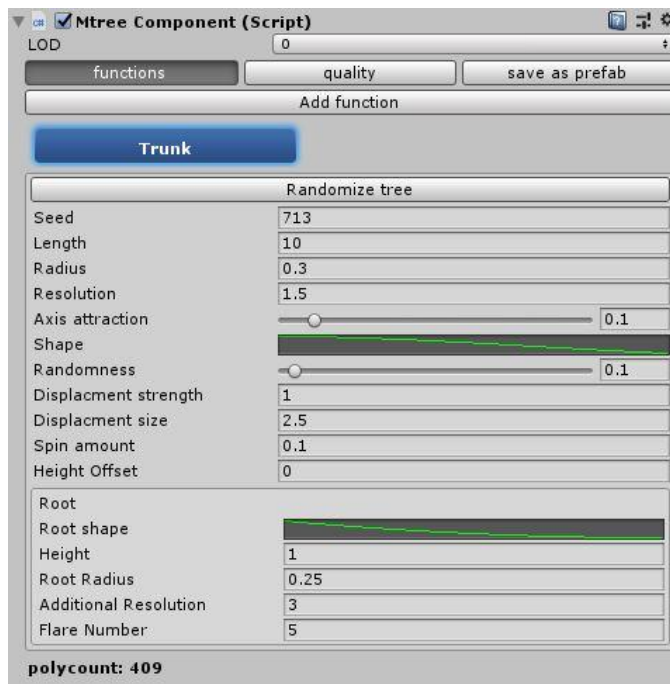 Mtree Component (Script)
LOD 0
functions quality save as prefab
Add function
Trunk
Randomize tree
Seed 713
Length 10
Radius 0.3
Resolution 1.5
Axis attraction 0.1
Shape
Randomness 0.1
Displacment strength 1
Displacment size 2.5
Spin amount 0.1
Height Offset 0
Root
Root shape
Height 1
Root Radius 0.25
Additional Resolution 3
Flare Number 5
polycount: 409